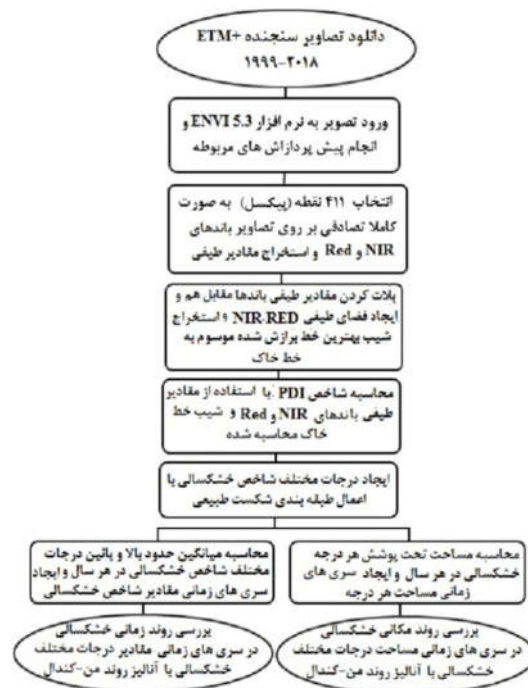 دانلود تصاویر سنجنده +ETM
۱۹۹۹-۲۰۱۸
ورود تصویر به نرم افزار ENVI 5.3 و
انجام پیش پردازش های مربوطه
انتخاب ۴۱۱ نقطه (پیکسل) به صورت
کاملا تصادفی بر روی تصاویر باندهای
NIR و Red و استخراج مقادیر طیفی
پلات کردن مقادیر طیفی باندها مقابل هم و
ایجاد فضای طیفی NIR-RED و استخراج
شیب بهترین خط برازش شده موسوم به
خط خاک
محاسبه شاخص PDI با استفاده از مقادیر
طیفی باندهای NIR و Red و شیب خط
خاک محاسبه شده
ایجاد درجات مختلف شاخص خشکسالی با
اعمال طبقه بندی شکست طبیعی
محاسبه مساحت تحت پوشش هر درجه
خشکسالی در هر سال و ایجاد سری های
زمانی مساحت هر درجه
محاسبه میانگین حدود بالا و پائین درجات
مختلف شاخص خشکسالی در هر سال و ایجاد
سری های زمانی مقادیر شاخص خشکسالی
بررسی روند مکانی خشکسالی
در سری های زمانی مساحت درجات مختلف
خشکسالی با آنالیز روند من-کندال
بررسی روند زمانی خشکسالی
در سری های زمانی مقادیر درجات مختلف
خشکسالی با آنالیز روند من-کندال